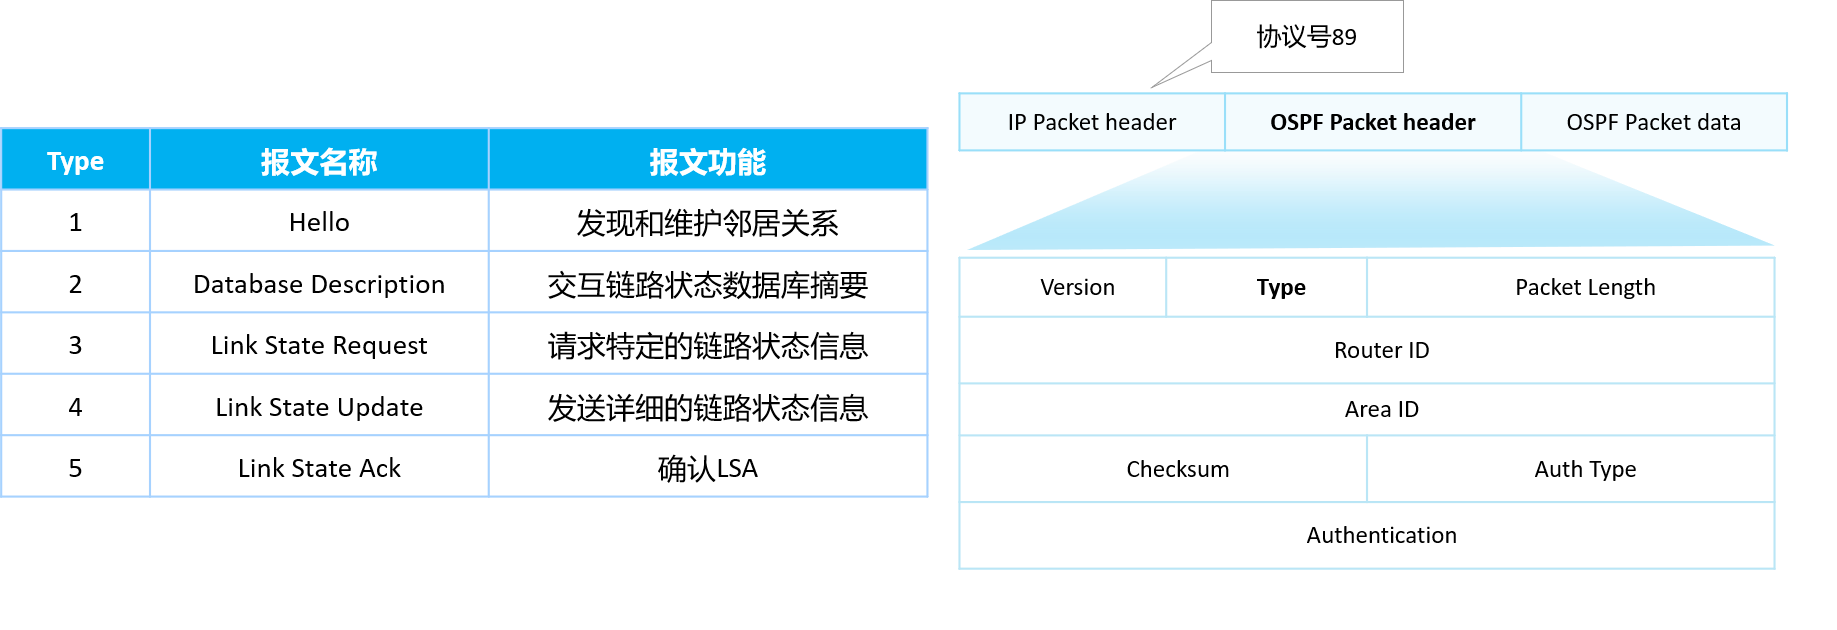 协议号89
IP Packet header OSPF Packet header OSPF Packet data
Type 报文名称 报文功能
1 Hello 发现和维护邻居关系
2 Database Description 交互链路状态数据库摘要
3 Link State Request 请求特定的链路状态信息
4 Link State Update 发送详细的链路状态信息
5 Link State Ack 确认LSA
Version Type Packet Length
Router ID
Area ID
Checksum Auth Type
Authentication